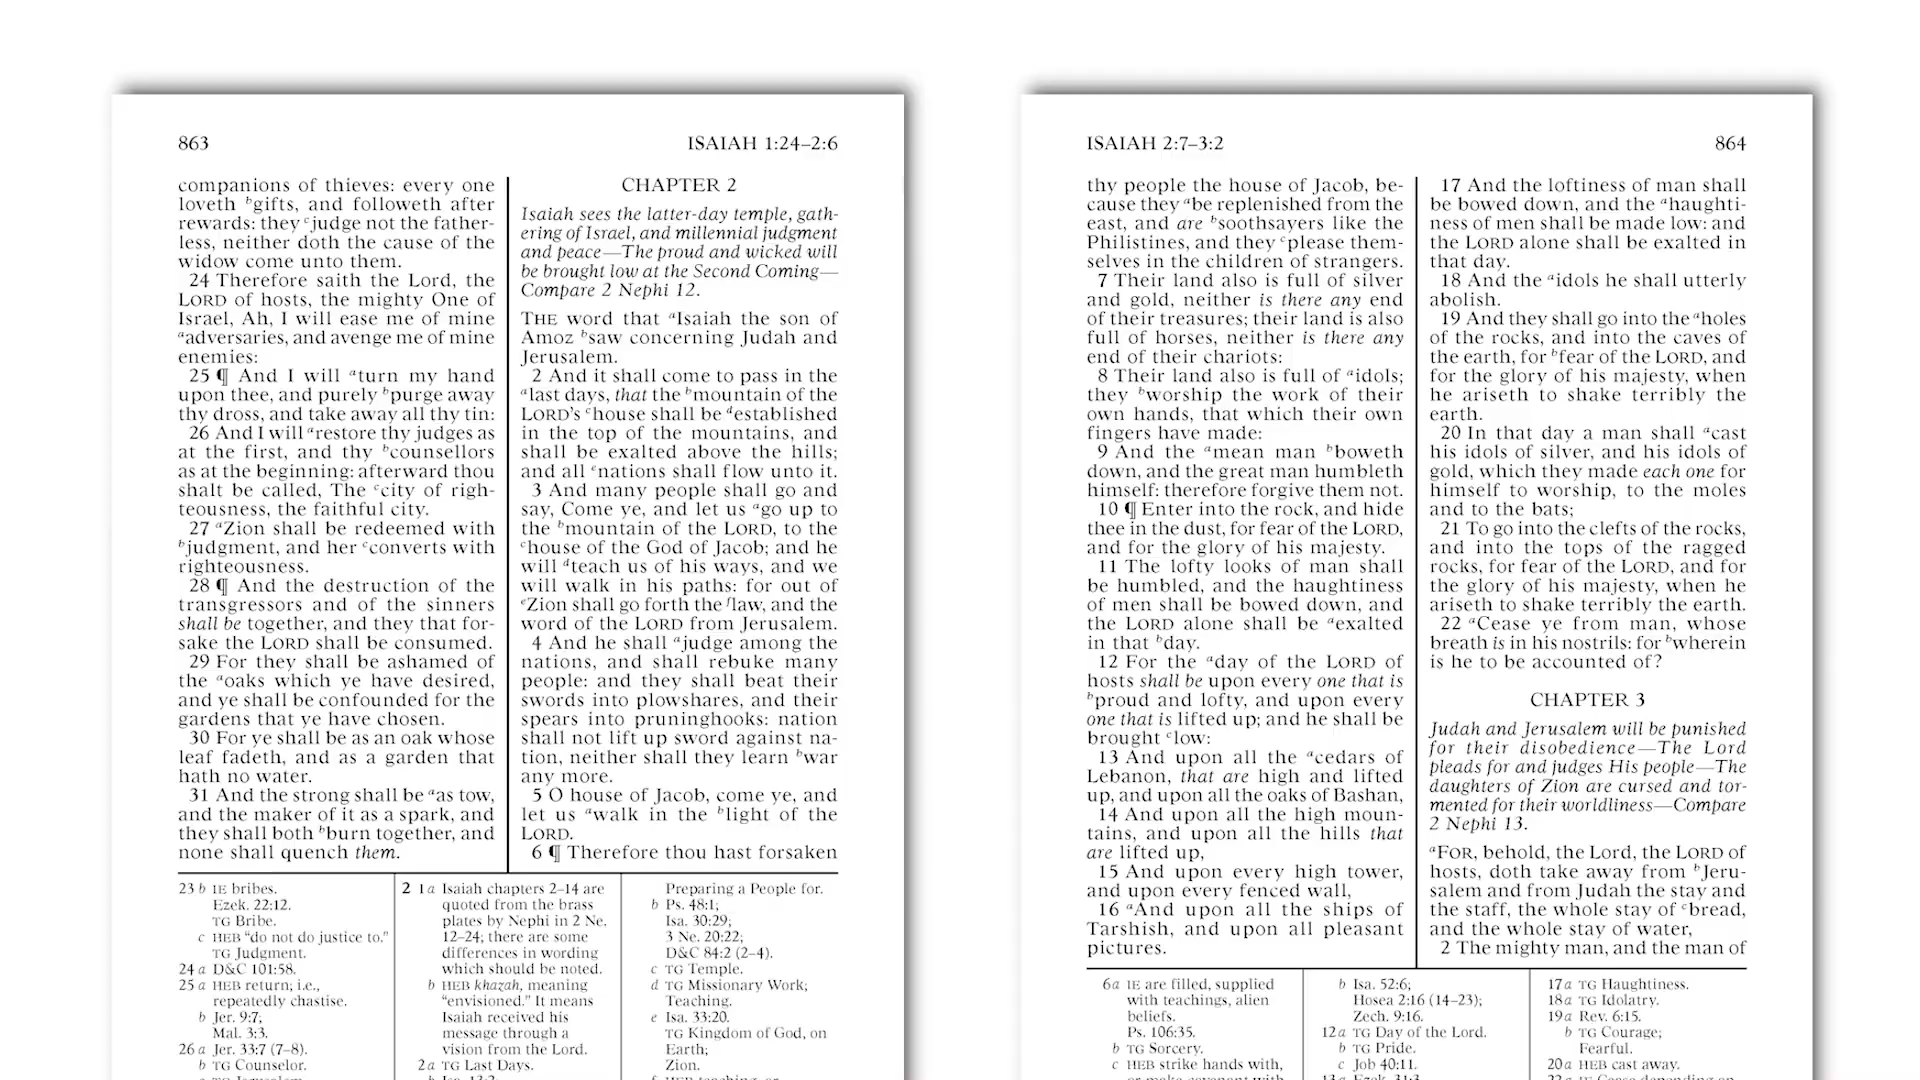 863
ISAIAH 1:24–2:6
companions of thieves: every one
loveth ᵇgifts, and followeth after
rewards: they ᶜjudge not the father-
less, neither doth the cause of the
widow come unto them.
24 Therefore saith the Lord, the
LORD of hosts, the mighty One of
Israel, Ah, I will ease me of mine
ᵃadversaries, and avenge me of mine
enemies:
25 ¶ And I will ᵃturn my hand
upon thee, and purely ᵇpurge away
thy dross, and take away all thy tin:
26 And I will ᵃrestore thy judges as
at the first, and thy ᵇcounsellors
as at the beginning: afterward thou
shalt be called, The ᶜcity of righ-
teousness, the faithful city.
27 ᵃZion shall be redeemed with
ᵇjudgment, and her ᶜconverts with
righteousness.
28 ¶ And the destruction of the
transgressors and of the sinners
shall be together, and they that for-
sake the LORD shall be consumed.
29 For they shall be ashamed of
the ᵃoaks which ye have desired,
and ye shall be confounded for the
gardens that ye have chosen.
30 For ye shall be as an oak whose
leaf fadeth, and as a garden that
hath no water.
31 And the strong shall be ᵃas tow,
and the maker of it as a spark, and
they shall both ᵇburn together, and
none shall quench them.
CHAPTER 2
Isaiah sees the latter-day temple, gath-
ering of Israel, and millennial judgment
and peace—The proud and wicked will
be brought low at the Second Coming—
Compare 2 Nephi 12.
THE word that ᵃIsaiah the son of
Amoz ᵇsaw concerning Judah and
Jerusalem.
2 And it shall come to pass in the
ᵃlast days, that the ᵇmountain of the
LORD'S ᶜhouse shall be ᵈestablished
in the top of the mountains, and
shall be exalted above the hills;
and all ᵉnations shall flow unto it.
3 And many people shall go and
say, Come ye, and let us ᵃgo up to
the ᵇmountain of the LORD, to the
ᶜhouse of the God of Jacob; and he
will ᵈteach us of his ways, and we
will walk in his paths: for out of
ᵉZion shall go forth the ᶠlaw, and the
word of the LORD from Jerusalem.
4 And he shall ᵃjudge among the
nations, and shall rebuke many
people: and they shall beat their
swords into plowshares, and their
spears into pruninghooks: nation
shall not lift up sword against na-
tion, neither shall they learn ᵇwar
any more.
5 O house of Jacob, come ye, and
let us ᵃwalk in the ᵇlight of the
LORD.
6 ¶ Therefore thou hast forsaken
23 b IE bribes.
Ezek. 22:12.
TG Bribe.
c HEB “do not do justice to.”
TG Judgment.
24 a D&C 101:58.
25 a HEB return; i.e.,
repeatedly chastise.
b Jer. 9:7;
Mal. 3:3.
26 a Jer. 33:7 (7–8).
b TG Counselor.
2 1 a Isaiah chapters 2–14 are
quoted from the brass
plates by Nephi in 2 Ne.
12–24; there are some
differences in wording
which should be noted.
b HEB khazah, meaning
“envisioned.” It means
Isaiah received his
message through a
vision from the Lord.
2 a TG Last Days.
Preparing a People for.
b Ps. 48:1;
Isa. 30:29;
3 Ne. 20:22;
D&C 84:2 (2–4).
c TG Temple.
d TG Missionary Work;
Teaching.
e Isa. 33:20.
TG Kingdom of God, on
Earth;
Zion.
ISAIAH 2:7–3:2
864
thy people the house of Jacob, be-
cause they ᵃbe replenished from the
east, and are ᵇsoothsayers like the
Philistines, and they ᶜplease them-
selves in the children of strangers.
7 Their land also is full of silver
and gold, neither is there any end
of their treasures; their land is also
full of horses, neither is there any
end of their chariots:
8 Their land also is full of ᵃidols;
they ᵇworship the work of their
own hands, that which their own
fingers have made:
9 And the ᵃmean man ᵇboweth
down, and the great man humbleth
himself: therefore forgive them not.
10 ¶ Enter into the rock, and hide
thee in the dust, for fear of the LORD,
and for the glory of his majesty.
11 The lofty looks of man shall
be humbled, and the haughtiness
of men shall be bowed down, and
the LORD alone shall be ᵃexalted
in that ᵇday.
12 For the ᵃday of the LORD of
hosts shall be upon every one that is
ᵇproud and lofty, and upon every
one that is lifted up; and he shall be
brought ᶜlow:
13 And upon all the ᵃcedars of
Lebanon, that are high and lifted
up, and upon all the oaks of Bashan,
14 And upon all the high moun-
tains, and upon all the hills that
are lifted up,
15 And upon every high tower,
and upon every fenced wall,
16 ᵃAnd upon all the ships of
Tarshish, and upon all pleasant
pictures.
17 And the loftiness of man shall
be bowed down, and the ᵃhaughti-
ness of men shall be made low: and
the LORD alone shall be exalted in
that day.
18 And the ᵃidols he shall utterly
abolish.
19 And they shall go into the ᵃholes
of the rocks, and into the caves of
the earth, for ᵇfear of the LORD, and
for the glory of his majesty, when
he ariseth to shake terribly the
earth.
20 In that day a man shall ᵃcast
his idols of silver, and his idols of
gold, which they made each one for
himself to worship, to the moles
and to the bats;
21 To go into the clefts of the rocks,
and into the tops of the ragged
rocks, for fear of the LORD, and for
the glory of his majesty, when he
ariseth to shake terribly the earth.
22 ᵃCease ye from man, whose
breath is in his nostrils: for ᵇwherein
is he to be accounted of?
CHAPTER 3
Judah and Jerusalem will be punished
for their disobedience—The Lord
pleads for and judges His people—The
daughters of Zion are cursed and tor-
mented for their worldliness—Compare
2 Nephi 13.
ᵃFOR, behold, the Lord, the LORD of
hosts, doth take away from ᵇJeru-
salem and from Judah the stay and
the staff, the whole stay of ᶜbread,
and the whole stay of water,
2 The mighty man, and the man of
6 a IE are filled, supplied
with teachings, alien
beliefs.
Ps. 106:35.
b TG Sorcery.
c HEB strike hands with,
b Isa. 52:6;
Hosea 2:16 (14–23);
Zech. 9:16.
12 a TG Day of the Lord.
b TG Pride.
c Job 40:11.
17 a TG Haughtiness.
18 a TG Idolatry.
19 a Rev. 6:15.
b TG Courage;
Fearful.
20 a HEB cast away.